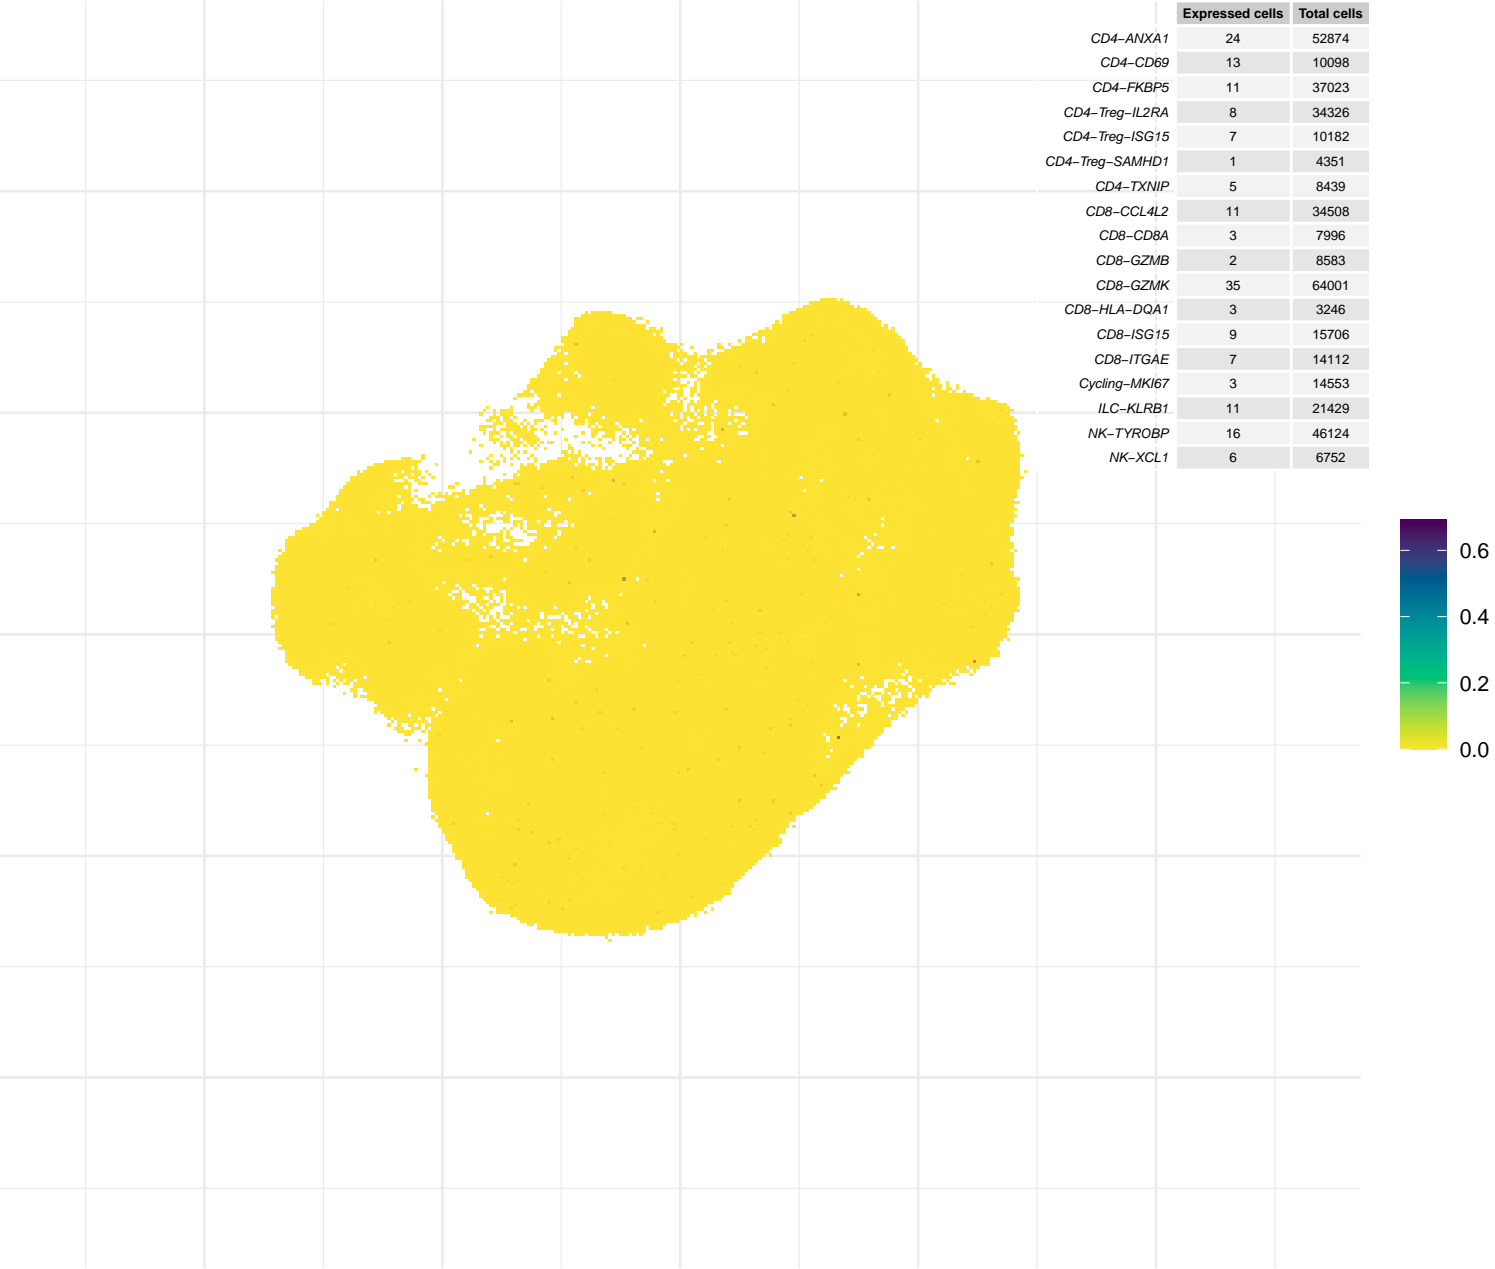 Expressed cells Total cells
CD4−ANXA1 24 52874
CD4−CD69 13 10098
CD4−FKBP5 11 37023
CD4−Treg−IL2RA 8 34326
CD4−Treg−ISG15 7 10182
CD4−Treg−SAMHD1 1 4351
CD4−TXNIP 5 8439
CD8−CCL4L2 11 34508
CD8−CD8A 3 7996
CD8−GZMB 2 8583
CD8−GZMK 35 64001
CD8−HLA−DQA1 3 3246
CD8−ISG15 9 15706
CD8−ITGAE 7 14112
Cycling−MKI67 3 14553
ILC−KLRB1 11 21429
NK−TYROBP 16 46124
NK−XCL1 6 6752
0.6
0.4
0.2
0.0